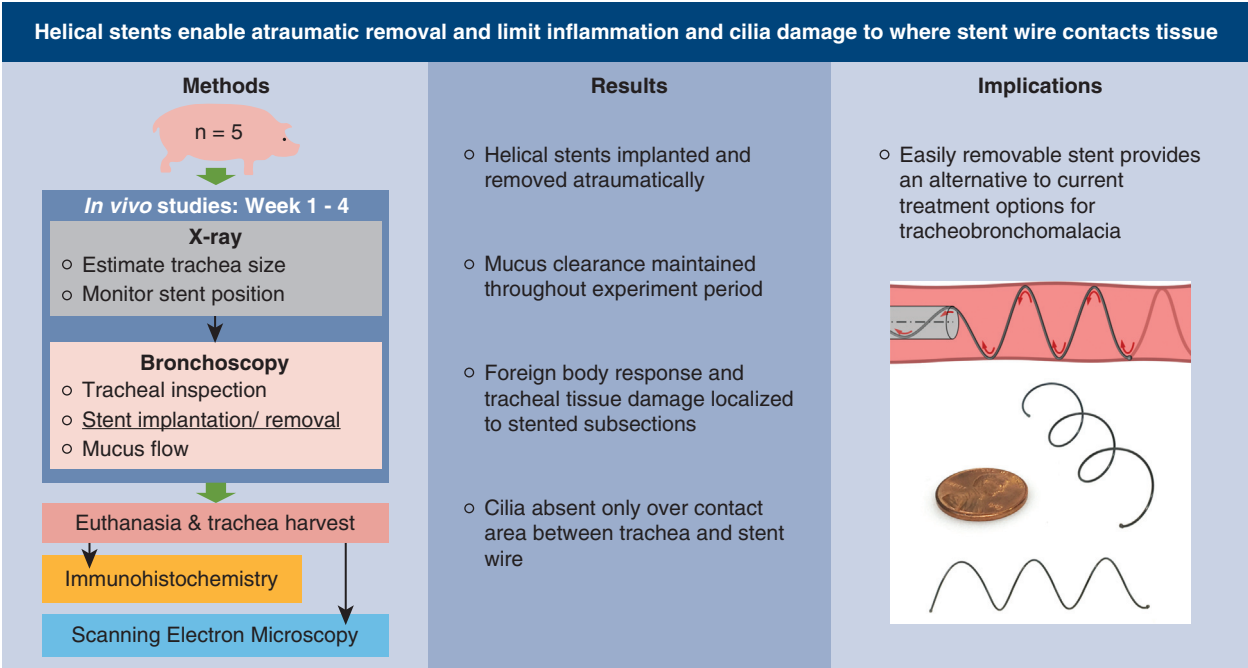 Helical stents enable atraumatic removal and limit inflammation and cilia damage to where stent wire contacts tissue
Methods
n = 5
In vivo studies: Week 1 - 4
X-ray
Estimate trachea size
Monitor stent position
Bronchoscopy
Tracheal inspection
Stent implantation/ removal
Mucus flow
Euthanasia & trachea harvest
Immunohistochemistry
Scanning Electron Microscopy
Results
Helical stents implanted and
removed atraumatically
Mucus clearance maintained
throughout experiment period
Foreign body response and
tracheal tissue damage localized
to stented subsections
Cilia absent only over contact
area between trachea and stent
wire
Implications
Easily removable stent provides
an alternative to current
treatment options for
tracheobronchomalacia